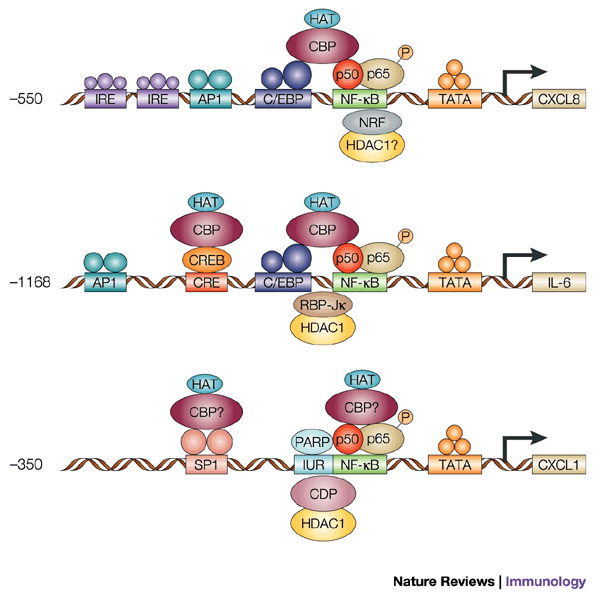 HAT
CBP
P
p50 p65
-550 IRE IRE AP1 C/EBP NF-κB TATA CXCL8
NRF
HDAC1?
HAT HAT
CBP CBP
P
CREB p50 p65
-1168 AP1 CRE C/EBP NF-κB TATA IL-6
RBP-Jκ
HDAC1
HAT HAT
CBP? CBP?
P
PARP p50 p65
-350 SP1 IUR NF-κB TATA CXCL1
CDP
HDAC1
Nature Reviews | Immunology